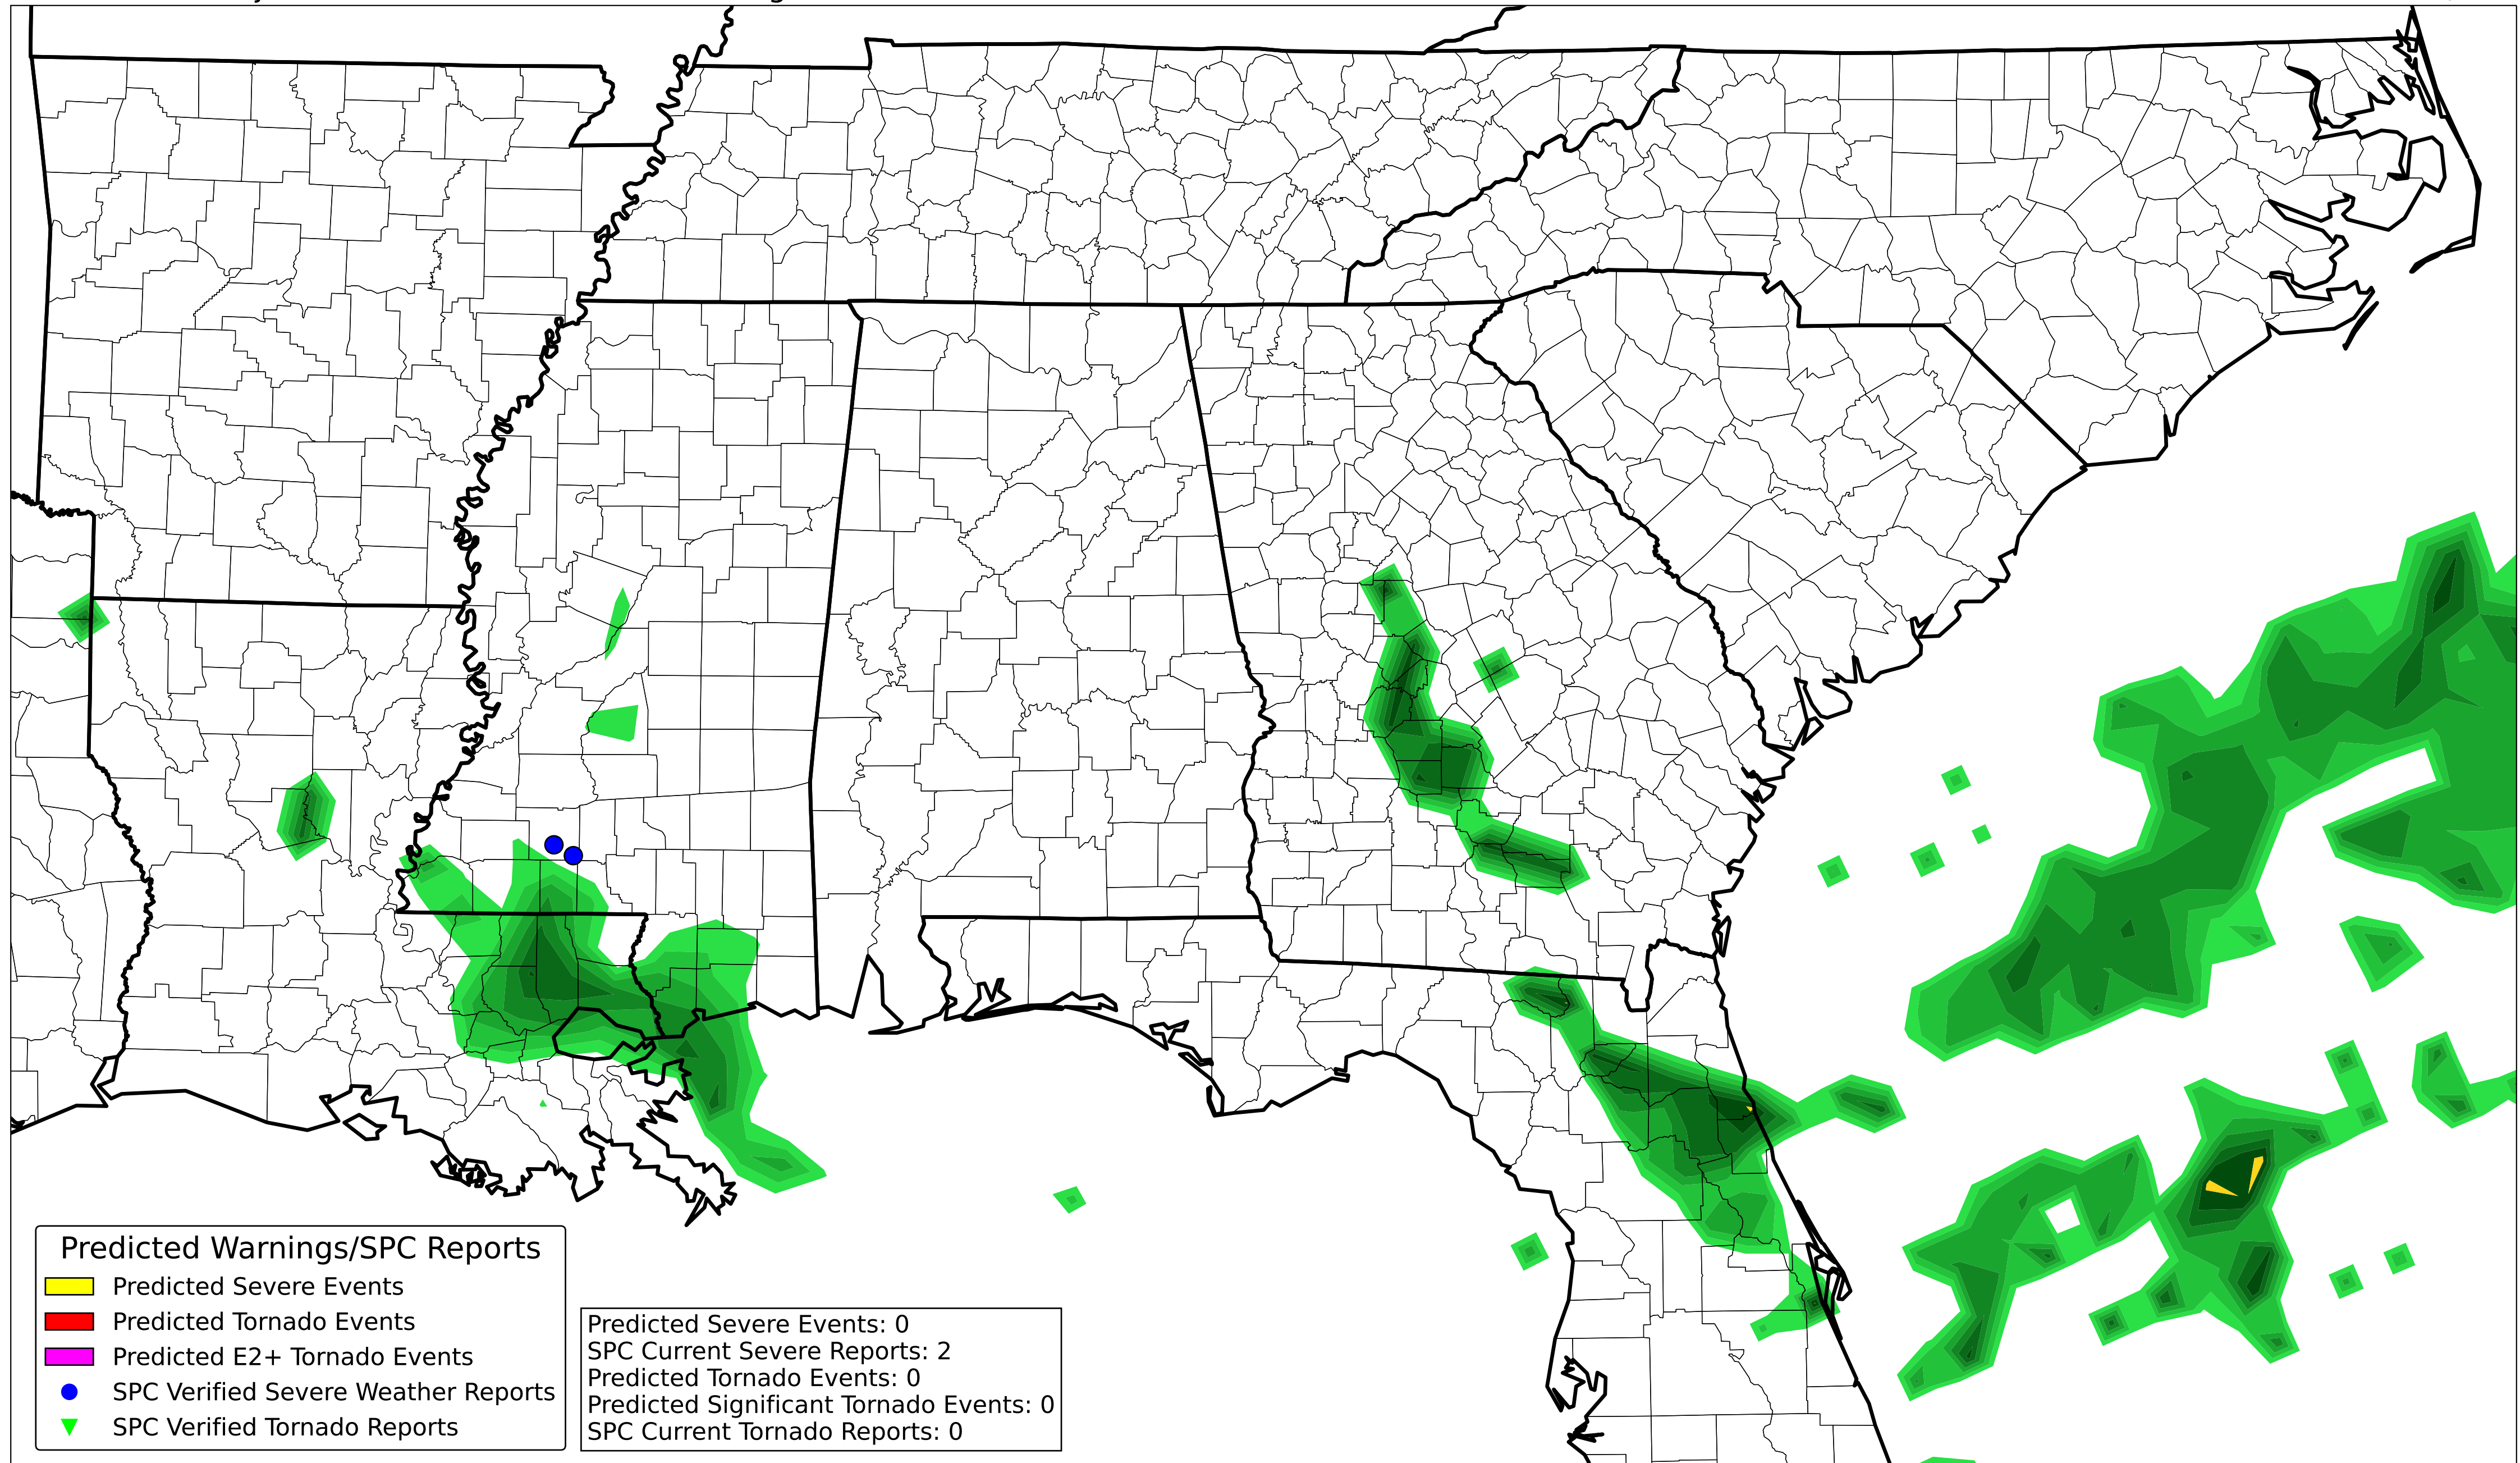 Predicted Warnings/SPC Reports
Predicted Severe Events
Predicted Tornado Events
Predicted E2+ Tornado Events
SPC Verified Severe Weather Reports
SPC Verified Tornado Reports
Predicted Severe Events: 0
SPC Current Severe Reports: 2
Predicted Tornado Events: 0
Predicted Significant Tornado Events: 0
SPC Current Tornado Reports: 0